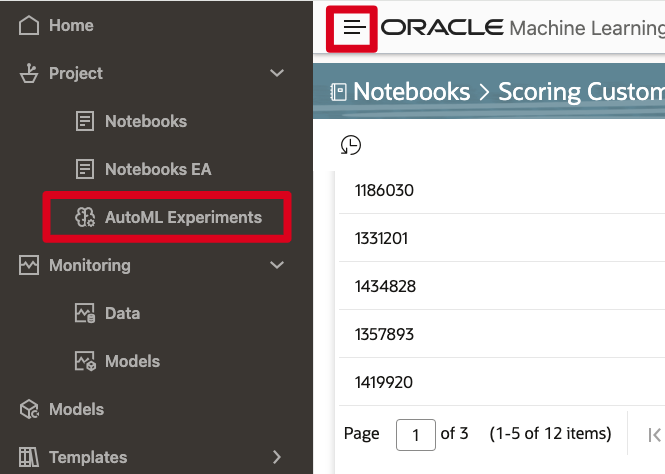 Home
Project
Notebooks
Notebooks EA
AutoML Experiments
Monitoring
Data
Models
Models
Templates
ORACLE Machine Learning
Notebooks > Scoring Custom
1186030
1331201
1434828
1357893
1419920
Page 1 of 3 (1-5 of 12 items)